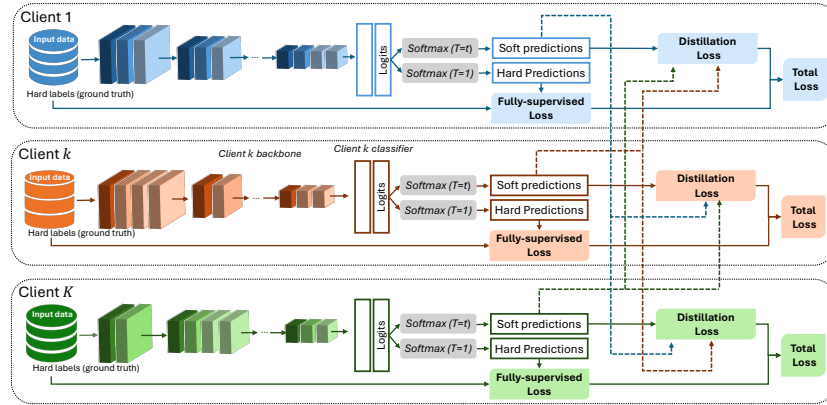 Client 1
Input data
Hard labels (ground truth)
Logits
Softmax (T=t)
Softmax (T=1)
Soft predictions
Hard Predictions
Fully-supervised
Loss
Distillation
Loss
Total
Loss
Client k
Input data
Hard labels (ground truth)
Client k backbone
Client k classifier
Logits
Softmax (T=t)
Softmax (T=1)
Soft predictions
Hard Predictions
Fully-supervised
Loss
Distillation
Loss
Total
Loss
Client K
Input data
Hard labels (ground truth)
Logits
Softmax (T=t)
Softmax (T=1)
Soft predictions
Hard Predictions
Fully-supervised
Loss
Distillation
Loss
Total
Loss